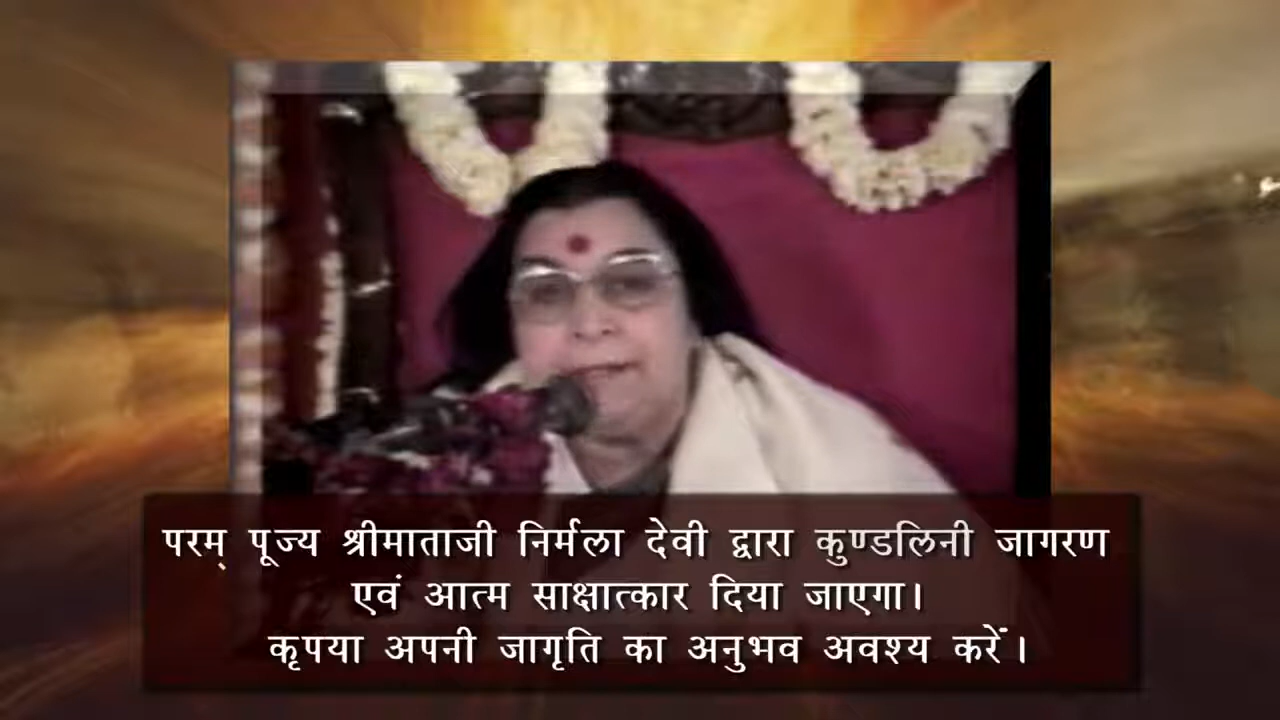 परम् पूज्य श्रीमाताजी निर्मला देवी द्वारा कुण्डलिनी जागरण
एवं आत्म साक्षात्कार दिया जाएगा।
कृपया अपनी जागृति का अनुभव अवश्य करें।